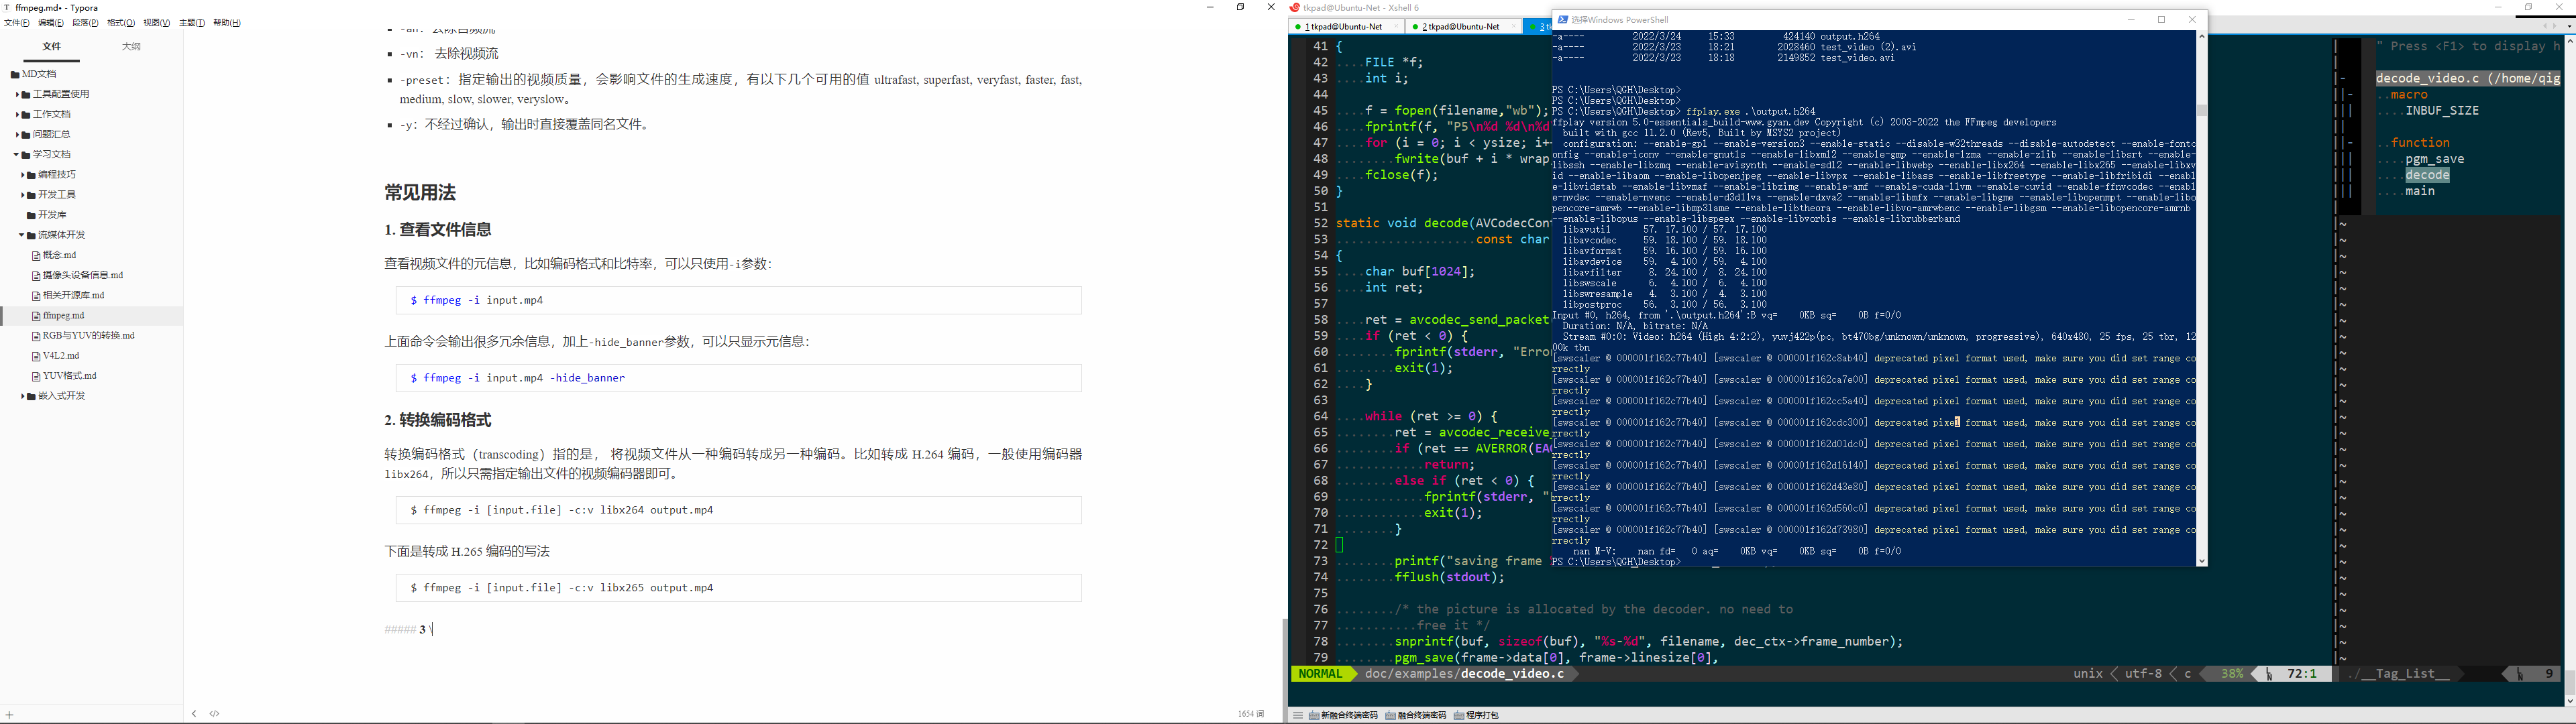 ffmpeg.md• - Typora
文件(F) 编辑(E) 段落(P) 格式(O) 视图(V) 主题(T) 帮助(H)
文件 大纲
MD文档
工具配置使用
工作文档
问题汇总
学习文档
编程技巧
开发工具
开发库
流媒体开发
概念.md
摄像头设备信息.md
相关开源库.md
ffmpeg.md
RGB与YUV的转换.md
V4L2.md
YUV格式.md
嵌入式开发
-an: 去除音频流
-vn: 去除视频流
-preset: 指定输出的视频质量，会影响文件的生成速度，有以下几个可用的值 ultrafast, superfast, veryfast, faster, fast,
medium, slow, slower, veryslow。
-y: 不经过确认，输出时直接覆盖同名文件。
常见用法
1. 查看文件信息
查看视频文件的元信息，比如编码格式和比特率，可以只使用-i参数：
$ ffmpeg -i input.mp4
上面命令会输出很多冗余信息，加上-hide_banner参数，可以只显示元信息：
$ ffmpeg -i input.mp4 -hide_banner
2. 转换编码格式
转换编码格式（transcoding）指的是， 将视频文件从一种编码转成另一种编码。比如转成 H.264 编码，一般使用编码器
libx264，所以只需指定输出文件的视频编码器即可。
$ ffmpeg -i [input.file] -c:v libx264 output.mp4
下面是转成 H.265 编码的写法
$ ffmpeg -i [input.file] -c:v libx265 output.mp4
##### 3 \
1654 词
tkpad@Ubuntu-Net - Xshell 6
1 tkpad@Ubuntu-Net
2 tkpad@Ubuntu-Net
41 {
42 ....FILE *f;
43 ....int i;
44
45 ....f = fopen(filename,"wb");
46 ....fprintf(f, "P5\n%d %d\n%d
47 ....for (i = 0; i < ysize; i+
48 ........fwrite(buf + i * wrap
49 ....fclose(f);
50 }
51
52 static void decode(AVCodecCon
53 ...................const char
54 {
55 ....char buf[1024];
56 ....int ret;
57
58 ....ret = avcodec_send_packet
59 ....if (ret < 0) {
60 ........fprintf(stderr, "Erro
61 ........exit(1);
62 ....}
63
64 ....while (ret >= 0) {
65 ........ret = avcodec_receive_
66 ........if (ret == AVERROR(EA
67 ............return;
68 ........else if (ret < 0) {
69 ............fprintf(stderr, "
70 ............exit(1);
71 ........}
72
73 ........printf("saving frame
74 ........fflush(stdout);
75
76 ......../* the picture is allocated by the decoder. no need to
77 ...........free it */
78 ........snprintf(buf, sizeof(buf), "%s-%d", filename, dec_ctx->frame_number);
79 ........pgm_save(frame->data[0], frame->linesize[0],
NORMAL doc/examples/decode_video.c unix utf-8 c 38% 72:1 ./__Tag_List__ 9
选择Windows PowerShell
-a---- 2022/3/24 15:33 424140 output.h264
-a---- 2022/3/23 18:21 2028460 test_video (2).avi
-a---- 2022/3/23 18:18 2149852 test_video.avi
PS C:\Users\QGH\Desktop>
PS C:\Users\QGH\Desktop>
PS C:\Users\QGH\Desktop> ffplay.exe .\output.h264
ffplay version 5.0-essentials_build-www.gyan.dev Copyright (c) 2003-2022 the FFmpeg developers
built with gcc 11.2.0 (Rev5, Built by MSYS2 project)
configuration: --enable-gpl --enable-version3 --enable-static --disable-w32threads --disable-autodetect --enable-fontc
onfig --enable-iconv --enable-gnutls --enable-libxml2 --enable-gmp --enable-lzma --enable-zlib --enable-libsrt --enable-
libssh --enable-libzmq --enable-avisynth --enable-sdl2 --enable-libwebp --enable-libx264 --enable-libx265 --enable-libxv
id --enable-libaom --enable-libopenjpeg --enable-libvpx --enable-libass --enable-libfreetype --enable-libfribidi --enabl
e-libvidstab --enable-libvmaf --enable-libzimg --enable-amf --enable-cuda-llvm --enable-cuvid --enable-ffnvcodec --enabl
e-nvdec --enable-nvenc --enable-d3d11va --enable-dxva2 --enable-libmfx --enable-libgme --enable-libopenmpt --enable-libo
pencore-amrwb --enable-libmp3lame --enable-libtheora --enable-libvo-amrwbenc --enable-libgsm --enable-libopencore-amrnb
--enable-libopus --enable-libspeex --enable-libvorbis --enable-librubberband
libavutil 57. 17.100 / 57. 17.100
libavcodec 59. 18.100 / 59. 18.100
libavformat 59. 16.100 / 59. 16.100
libavdevice 59. 4.100 / 59. 4.100
libavfilter 8. 24.100 / 8. 24.100
libswscale 6. 4.100 / 6. 4.100
libswresample 4. 3.100 / 4. 3.100
libpostproc 56. 3.100 / 56. 3.100
Input #0, h264, from '.\output.h264':B vq= 0KB sq= 0B f=0/0
Duration: N/A, bitrate: N/A
Stream #0:0: Video: h264 (High 4:2:2), yuvj422p(pc, bt470bg/unknown/unknown, progressive), 640x480, 25 fps, 25 tbr, 12
00k tbn
[swscaler @ 000001f162c77b40] [swscaler @ 000001f162c8ab40] deprecated pixel format used, make sure you did set range co
rrectly
[swscaler @ 000001f162c77b40] [swscaler @ 000001f162ca7e00] deprecated pixel format used, make sure you did set range co
rrectly
[swscaler @ 000001f162c77b40] [swscaler @ 000001f162cc5a40] deprecated pixel format used, make sure you did set range co
rrectly
[swscaler @ 000001f162c77b40] [swscaler @ 000001f162cdc300] deprecated pixel format used, make sure you did set range co
rrectly
[swscaler @ 000001f162c77b40] [swscaler @ 000001f162d01dc0] deprecated pixel format used, make sure you did set range co
rrectly
[swscaler @ 000001f162c77b40] [swscaler @ 000001f162d16140] deprecated pixel format used, make sure you did set range co
rrectly
[swscaler @ 000001f162c77b40] [swscaler @ 000001f162d43e80] deprecated pixel format used, make sure you did set range co
rrectly
[swscaler @ 000001f162c77b40] [swscaler @ 000001f162d560c0] deprecated pixel format used, make sure you did set range co
rrectly
[swscaler @ 000001f162c77b40] [swscaler @ 000001f162d73980] deprecated pixel format used, make sure you did set range co
rrectly
nan M-V: nan fd= 0 aq= 0KB vq= 0KB sq= 0B f=0/0
PS C:\Users\QGH\Desktop>
" Press <F1> to display h
decode_video.c (/home/qig
macro
INBUF_SIZE
function
pgm_save
decode
main
新融合终端密码 融合终端密码 程序打包